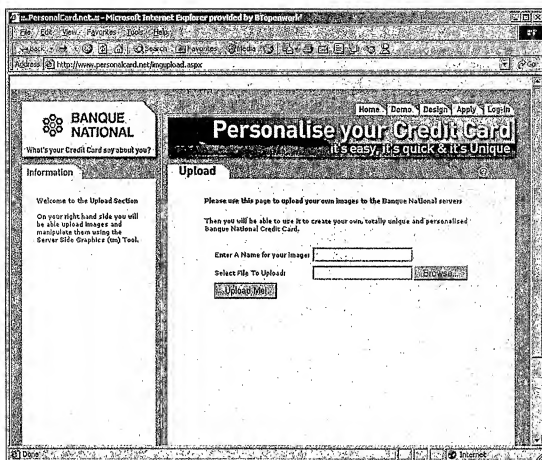 ::.PersonalCard.net.:: - Microsoft Internet Explorer provided by BTopenworld
File Edit View Favorites Tools Help
Back Search Favorites Media
Address http://www.personalcard.net/imgupload.aspx Go
Home Demo Design Apply Log-In
BANQUE
NATIONAL
What's your Credit Card say about you?
Personalise your Credit Card
it's easy, it's quick & it's Unique
Information
Welcome to the Upload Section
On your right hand side you will
be able upload images and
manipulate them using the
Server Side Graphics (tm) Tool.
Upload
Please use this page to upload your own images to the Banque National servers
Then you will be able to use it to create your own, totally unique and personalised
Banque National Credit Card.
Enter A Name for your Image:
Select File To Upload: Browse...
Upload Me!
Done Internet